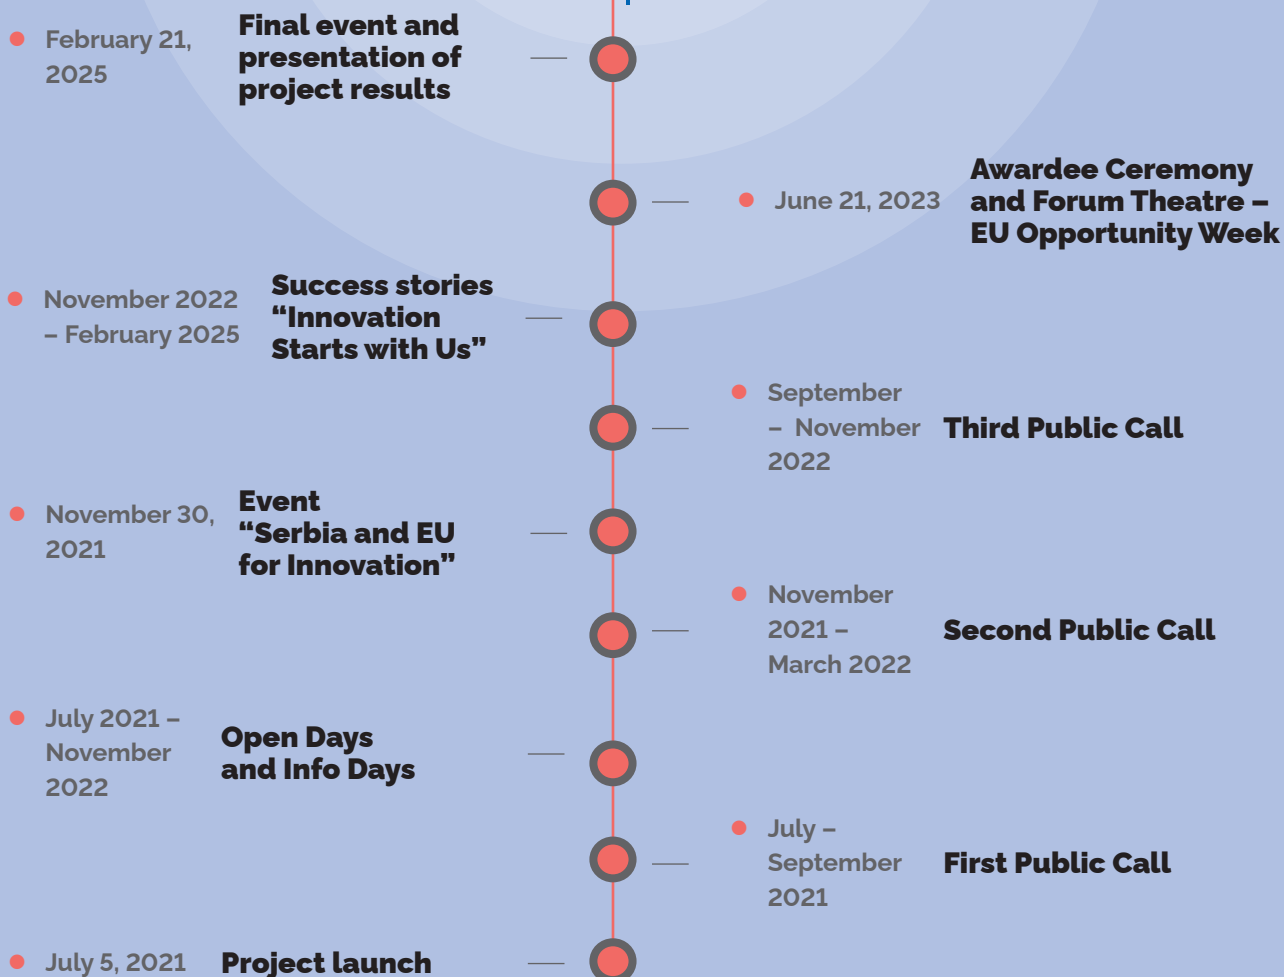 February 21,
2025
Final event and
presentation of
project results
June 21, 2023
Awardee Ceremony
and Forum Theatre –
EU Opportunity Week
November 2022
– February 2025
Success stories
“Innovation
Starts with Us”
September
– November
2022
Third Public Call
November 30,
2021
Event
“Serbia and EU
for Innovation”
November
2021 –
March 2022
Second Public Call
July 2021 –
November
2022
Open Days
and Info Days
July –
September
2021
First Public Call
July 5, 2021
Project launch